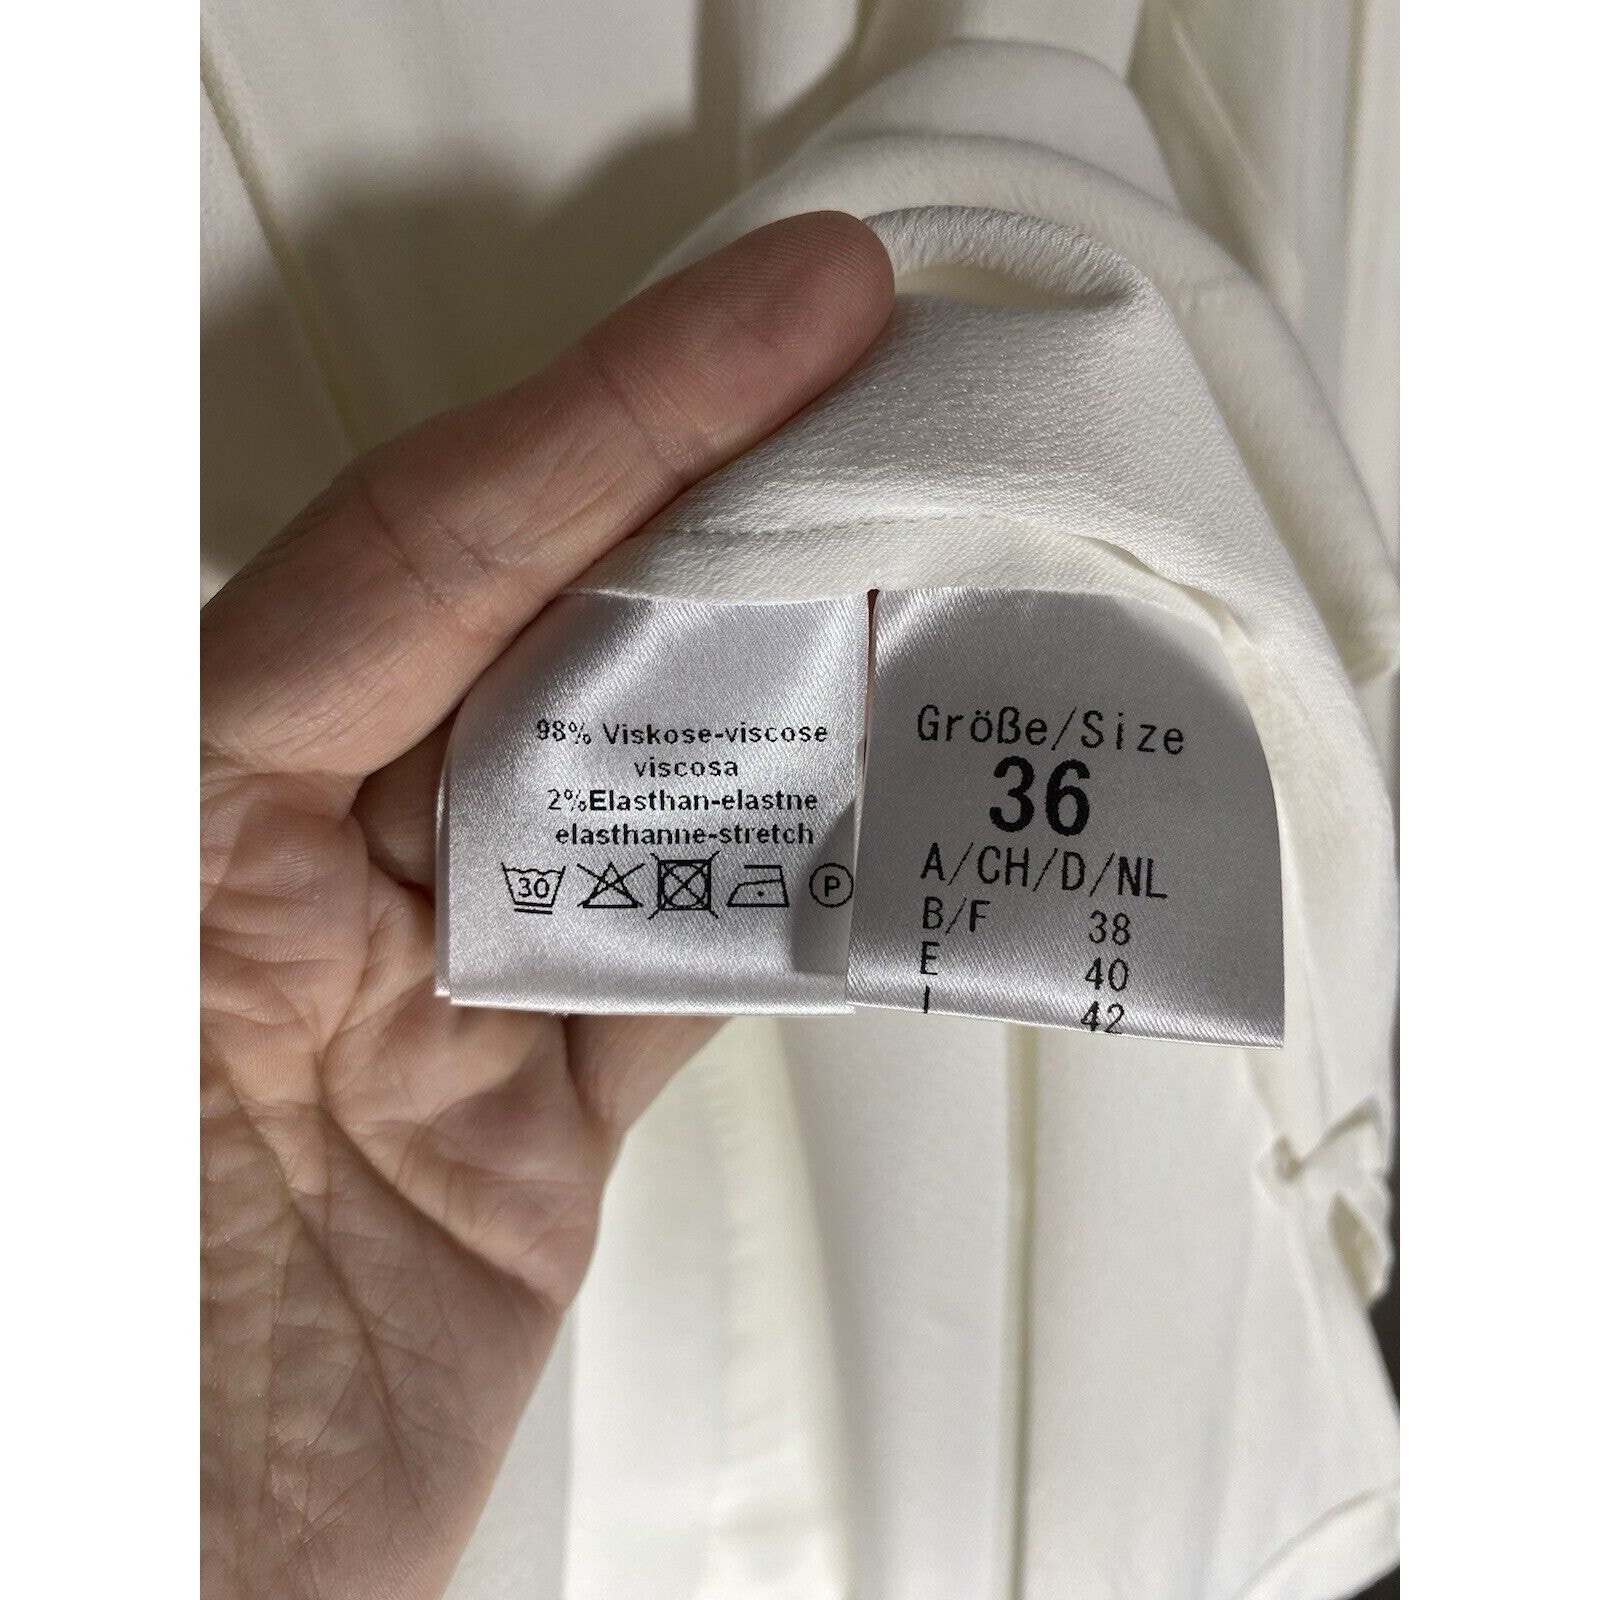 98% Viskose-viscose
viscosa
2%Elasthan-elastne
elasthanne-stretch
30 P
Größe/Size
36
A/CH/D/NL
B/F 38
E 40
I 42